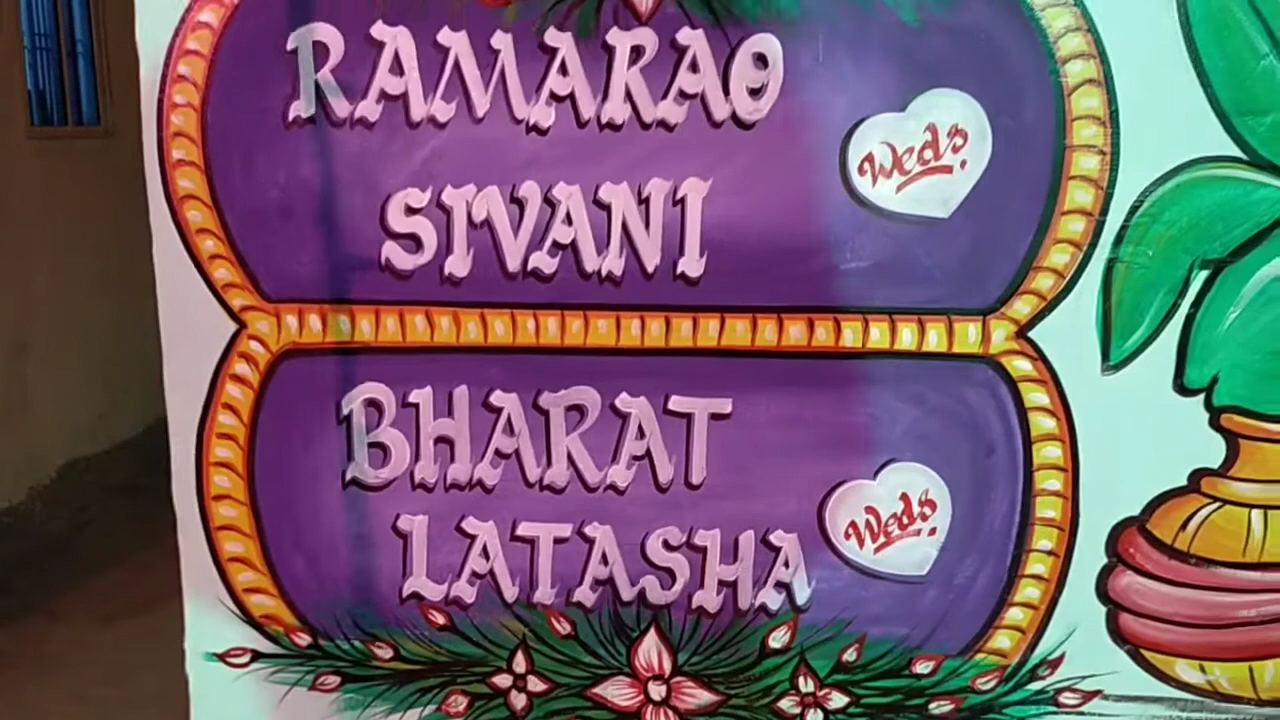 RAMARAO
Weds
SIVANI
BHARAT
Weds
LATASHA